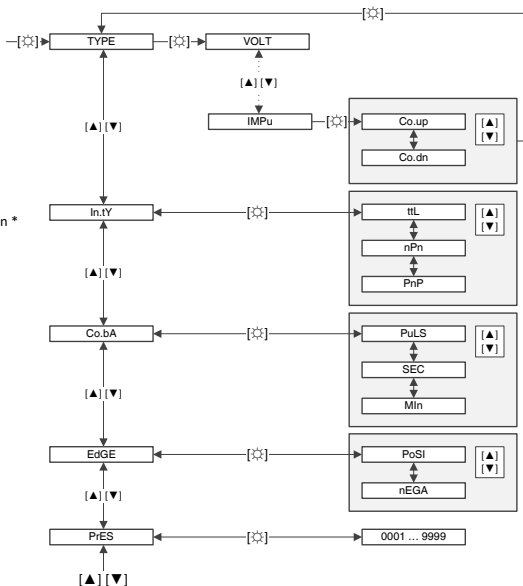 [☼]
[☼] TYPE [☼] VOLT
[▲] [▼]
IMPu [☼] Co.up [▲]
[▼]
[▲] [▼]
Co.dn
n *
In.tY [☼] ttL [▲]
[▼]
nPn
[▲] [▼]
PnP
Co.bA [☼] PuLS [▲]
[▼]
SEC
[▲] [▼]
MIn
EdGE [☼] PoSI [▲]
[▼]
[▲] [▼]
nEGA
PrES [☼] 0001 ... 9999
[▲] [▼]